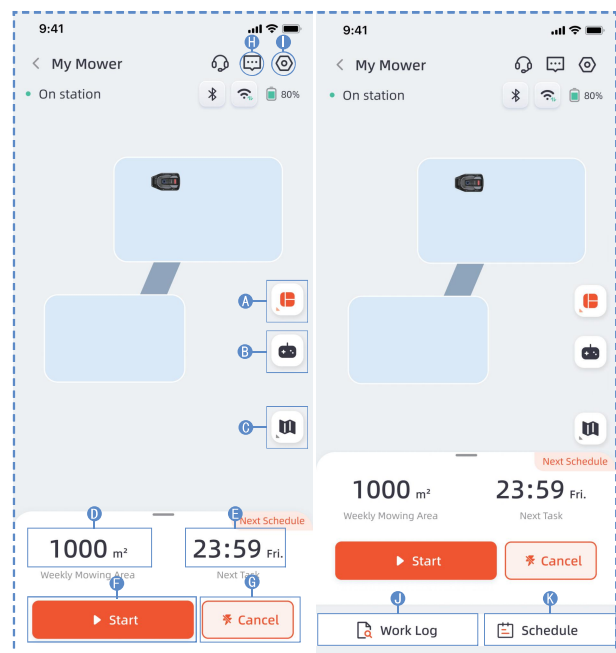 9:41
H I
My Mower
On station
80%
A
B
C
Next Schedule
D E
1000 m² 23:59 Fri.
Weekly Mowing Area Next Task
F G
Start Cancel
9:41
My Mower
On station
80%
Next Schedule
1000 m² 23:59 Fri.
Weekly Mowing Area Next Task
Start Cancel
J K
Work Log Schedule